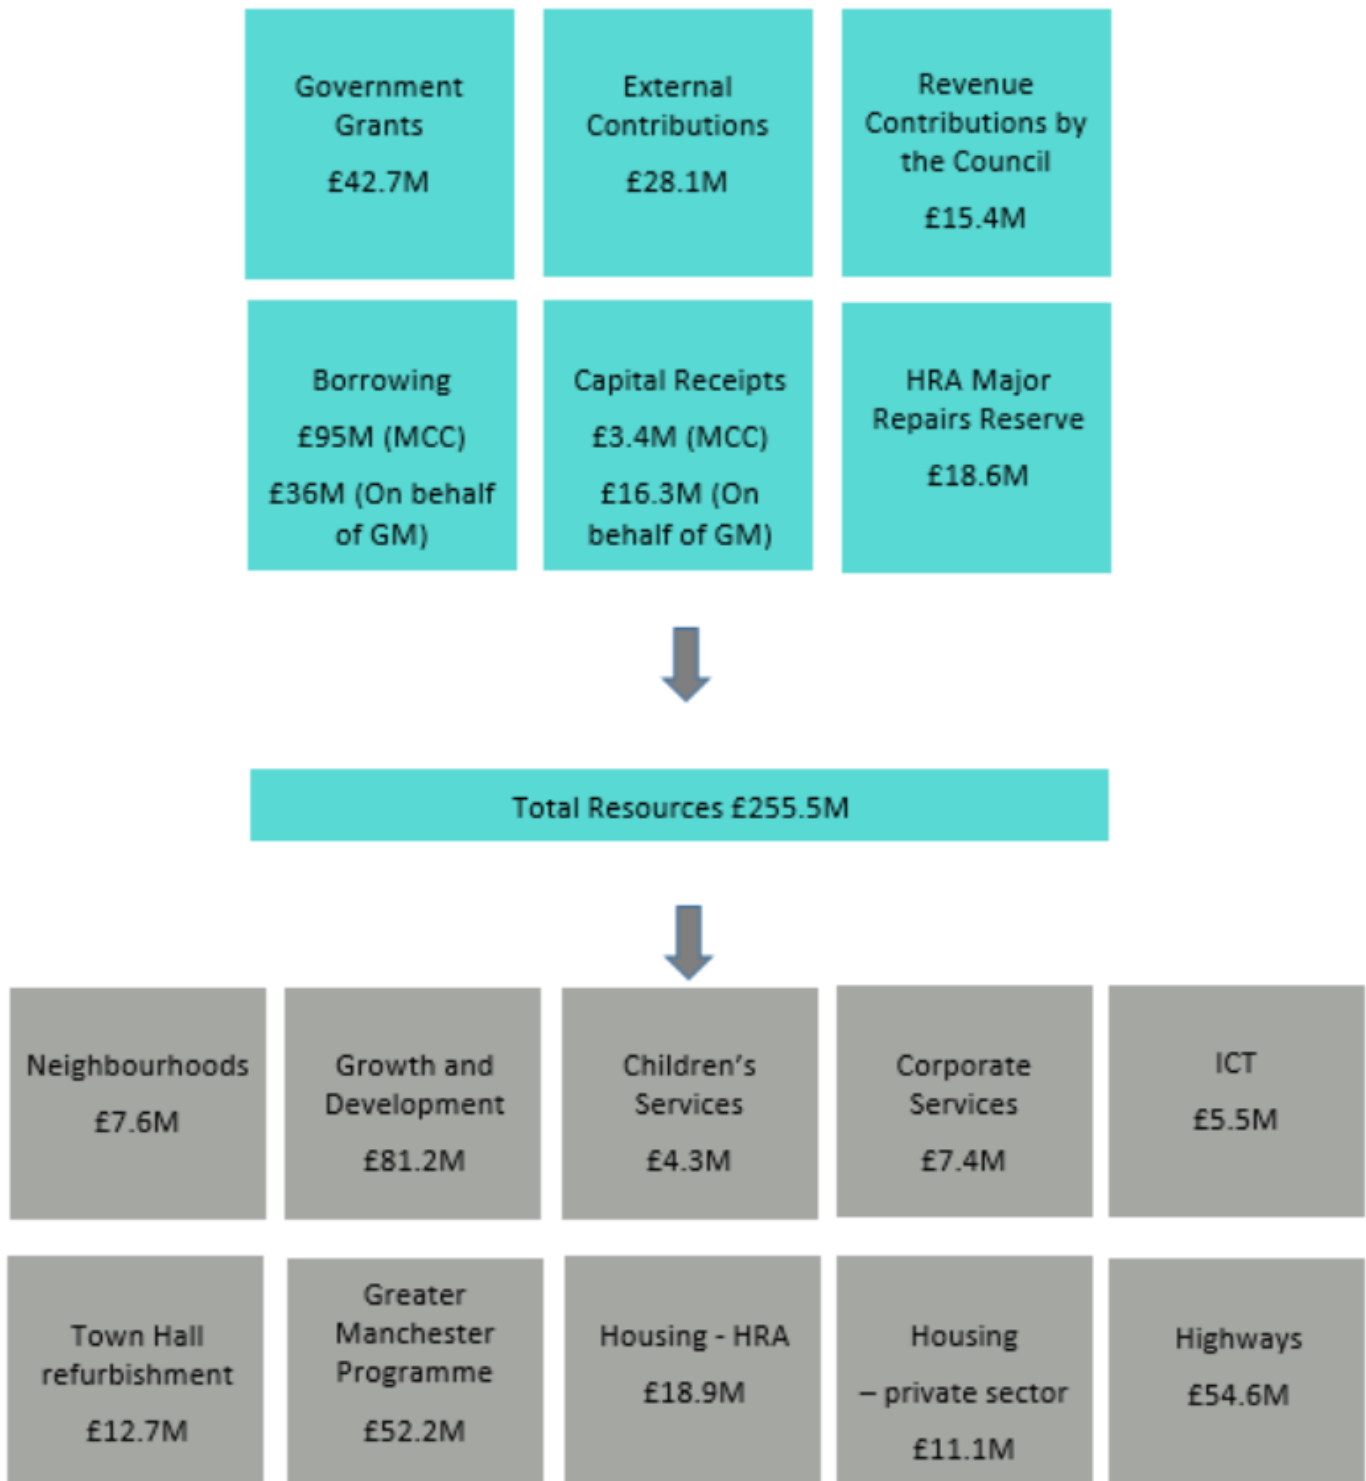 Government
Grants
£42.7M
External
Contributions
£28.1M
Revenue
Contributions by
the Council
£15.4M
Borrowing
£95M (MCC)
£36M (On behalf
of GM)
Capital Receipts
£3.4M (MCC)
£16.3M (On
behalf of GM)
HRA Major
Repairs Reserve
£18.6M
Total Resources £255.5M
Neighbourhoods
£7.6M
Growth and
Development
£81.2M
Children’s
Services
£4.3M
Corporate
Services
£7.4M
ICT
£5.5M
Town Hall
refurbishment
£12.7M
Greater
Manchester
Programme
£52.2M
Housing - HRA
£18.9M
Housing
– private sector
£11.1M
Highways
£54.6M